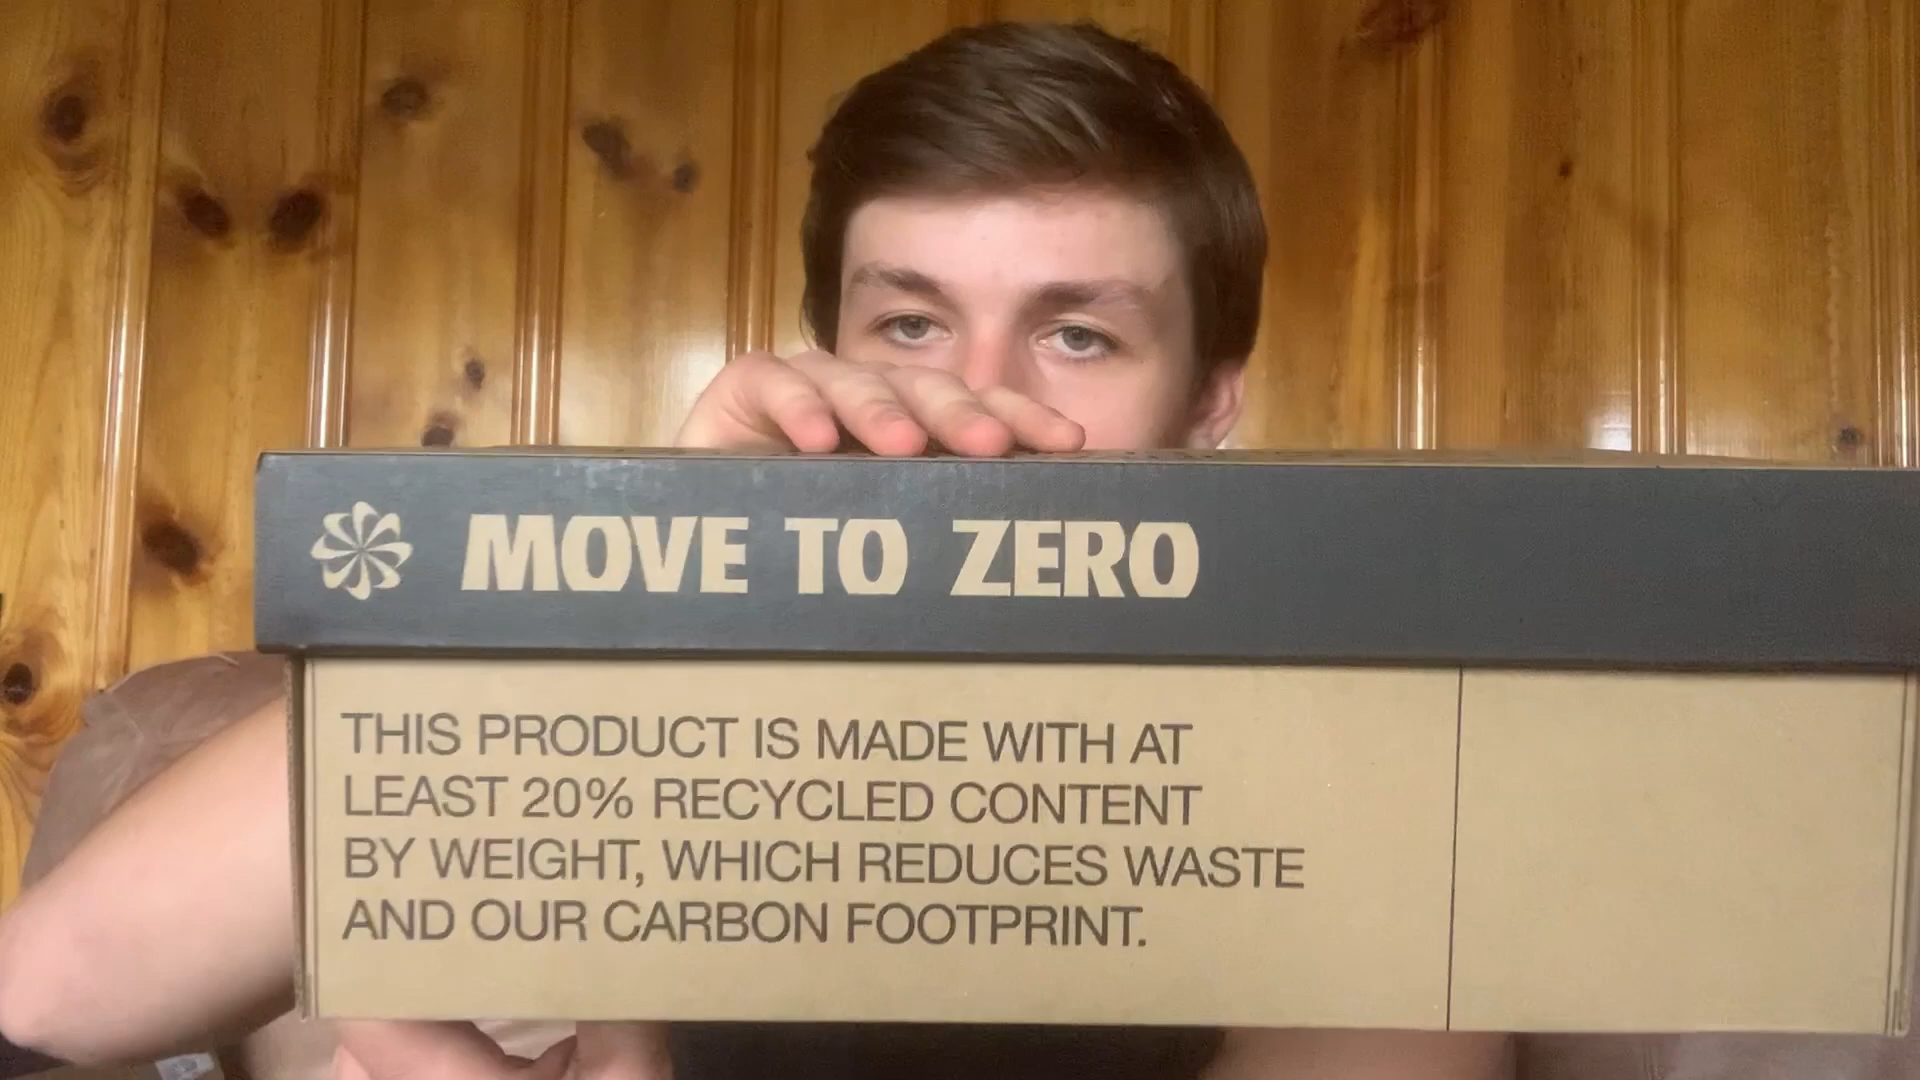 MOVE TO ZERO
THIS PRODUCT IS MADE WITH AT
LEAST 20% RECYCLED CONTENT
BY WEIGHT, WHICH REDUCES WASTE
AND OUR CARBON FOOTPRINT.